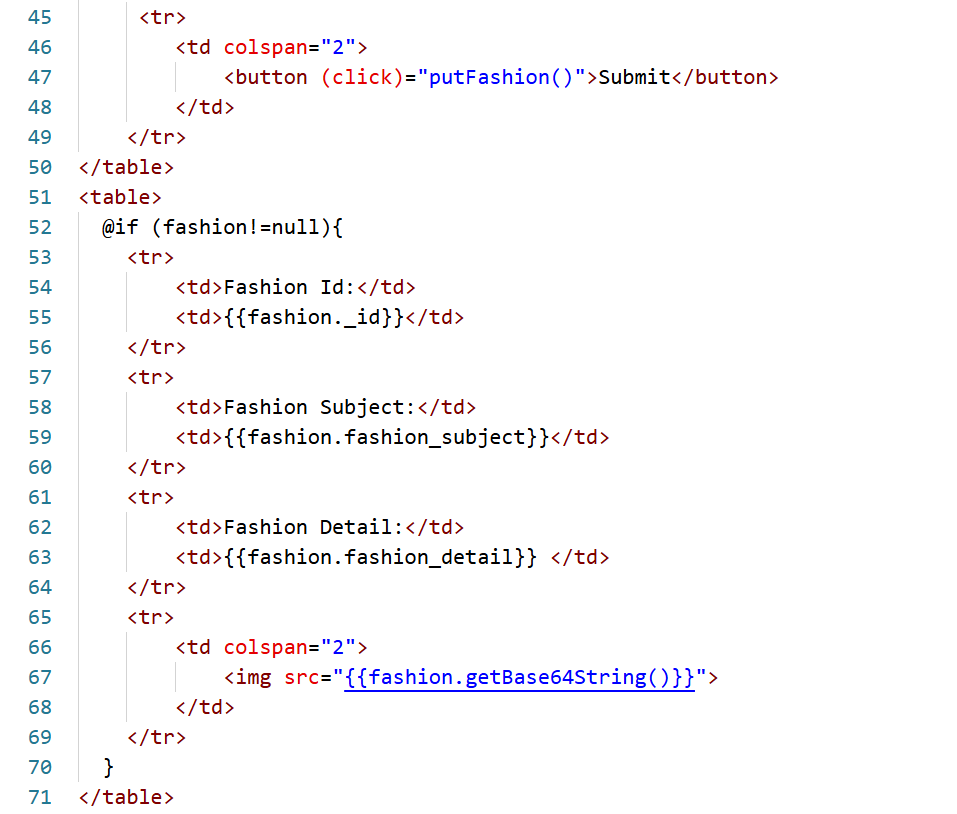 45 <tr>
46 <td colspan="2">
47 <button (click)="putFashion()">Submit</button>
48 </td>
49 </tr>
50 </table>
51 <table>
52 @if (fashion!=null){
53 <tr>
54 <td>Fashion Id:</td>
55 <td>{{fashion._id}}</td>
56 </tr>
57 <tr>
58 <td>Fashion Subject:</td>
59 <td>{{fashion.fashion_subject}}</td>
60 </tr>
61 <tr>
62 <td>Fashion Detail:</td>
63 <td>{{fashion.fashion_detail}} </td>
64 </tr>
65 <tr>
66 <td colspan="2">
67 <img src="{{fashion.getBase64String()}}">
68 </td>
69 </tr>
70 }
71 </table>